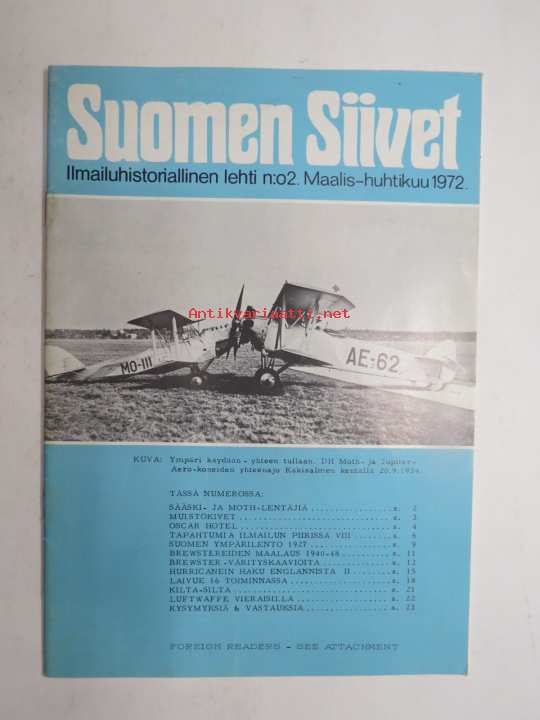 Suomen Siivet
Ilmailuhistoriallinen lehti n:o2. Maalis-huhtikuu 1972.
Antikvariaatti.net
MO-111
AE-62
KUVA: Ympäri käydään - yhteen tullaan. DH Moth- ja Jupiter-
Aero-koneiden yhteenajo Käkisalmen kentällä 20.9.1934.
TÄSSÄ NUMEROSSA:
SÄÄSKI- JA MOTH-LENTÄJIÄ s. 2
MUISTOKIVET s. 3
OSCAR HOTEL s. 4
TAPAHTUMIA ILMAILUN PIIRISSÄ VIII s. 6
SUOMEN YMPÄRILENTO 1927 s. 9
BREWSTEREIDEN MAALAUS 1940-48 s. 11
BREWSTER-VÄRITYSKAAVIOITA s. 12
HURRICANEIN HAKU ENGLANNISTA II s. 15
LAIVUE 16 TOIMINNASSA s. 18
KILTA-SILTA s. 21
LUFTWAFFE VIERAISILLA s. 22
KYSYMYKSIÄ & VASTAUKSIA s. 23
FOREIGN READERS - SEE ATTACHMENT